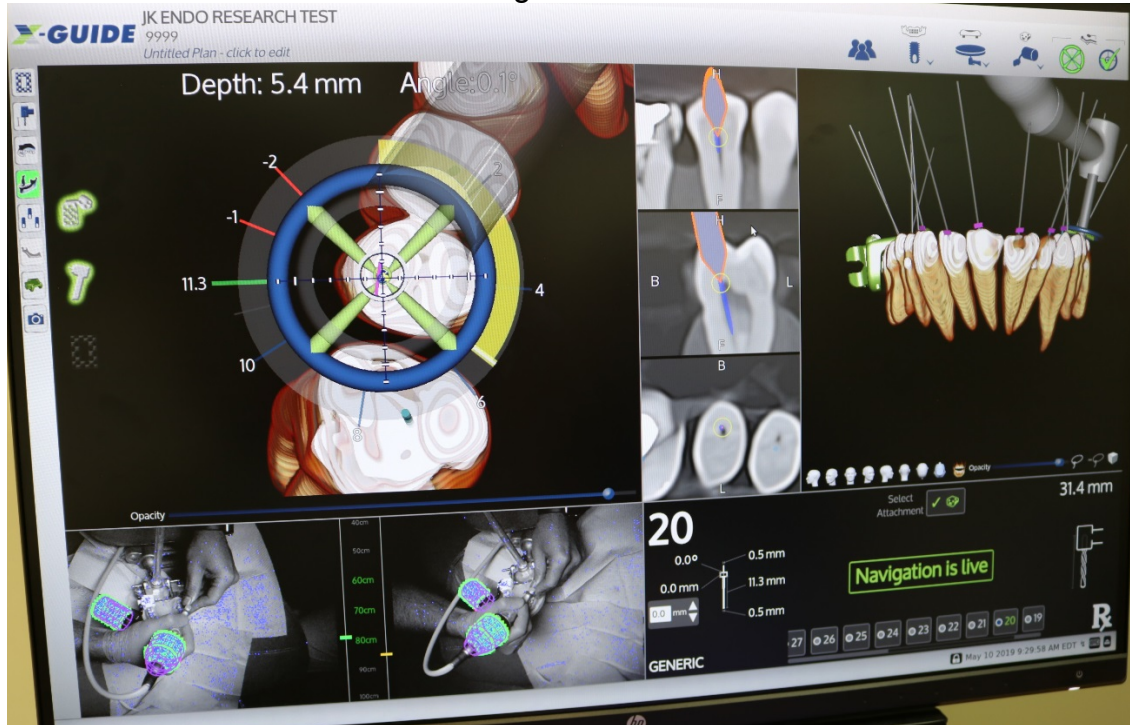 X-GUIDE
JK ENDO RESEARCH TEST
9999
Untitled Plan - click to edit
Depth: 5.4 mm
Angle:0.1°
-2
-1
11.3
10
8
6
4
2
Opacity
H
F
H
B
L
F
B
L
Opacity
31.4 mm
40cm
50cm
60cm
70cm
80cm
90cm
100cm
20
0.0°
0.0 mm
0.0 mm
0.5 mm
11.3 mm
0.5 mm
GENERIC
Select
Attachment
Navigation is live
27
26
25
24
23
22
21
20
19
Rx
May 10 2019 9:29:58 AM EDT
hp